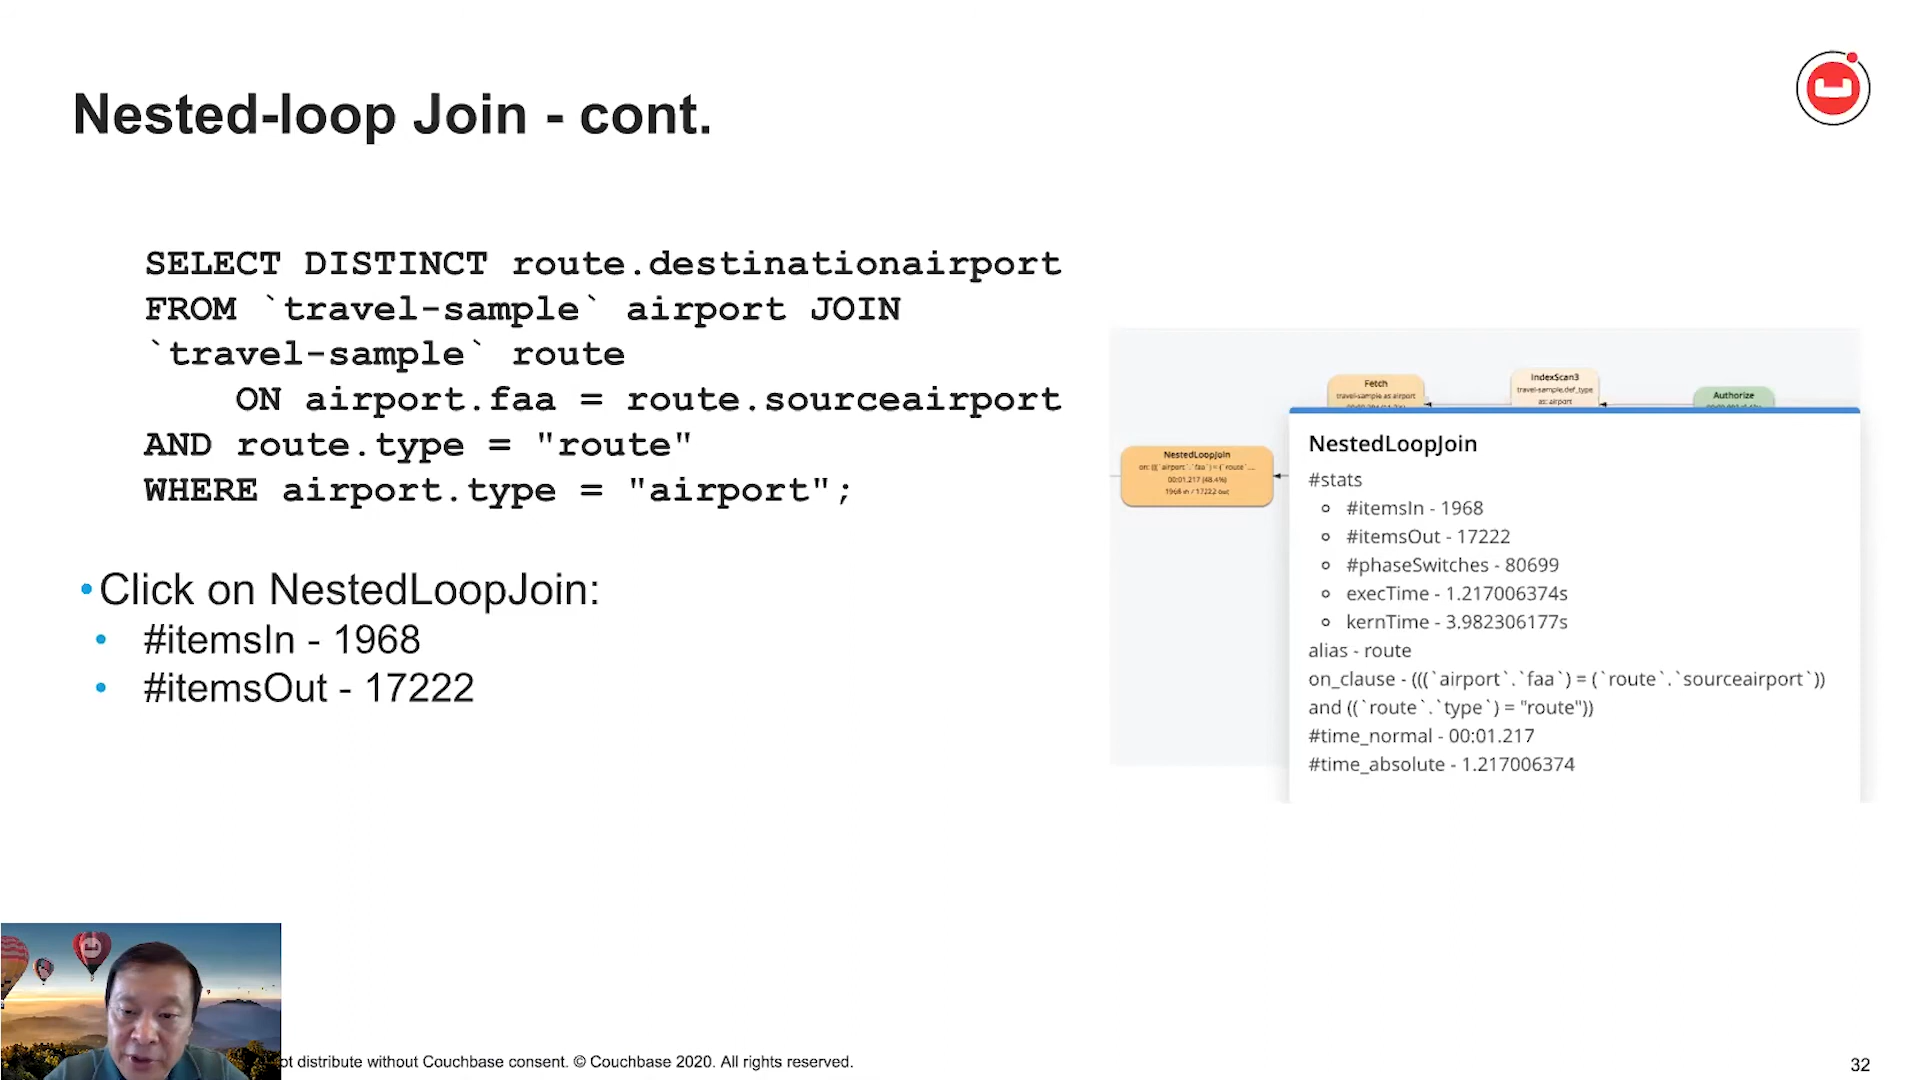 Nested-loop Join - cont.
SELECT DISTINCT route.destinationairport
FROM `travel-sample` airport JOIN
`travel-sample` route
ON airport.faa = route.sourceairport
AND route.type = "route"
WHERE airport.type = "airport";
•Click on NestedLoopJoin:
• #itemsIn - 1968
• #itemsOut - 17222
Fetch
travel-sample as airport
IndexScan3
travel-sample.def_type
as: airport
Authorize
NestedLoopJoin
on: (((`airport`.`faa`) = (`route`....
00:01.217 (48.4%)
1968 in / 17222 out
NestedLoopJoin
#stats
#itemsIn - 1968
#itemsOut - 17222
#phaseSwitches - 80699
execTime - 1.217006374s
kernTime - 3.982306177s
alias - route
on_clause - (((`airport`.`faa`) = (`route`.`sourceairport`))
and ((`route`.`type`) = "route"))
#time_normal - 00:01.217
#time_absolute - 1.217006374
ot distribute without Couchbase consent. © Couchbase 2020. All rights reserved.
32